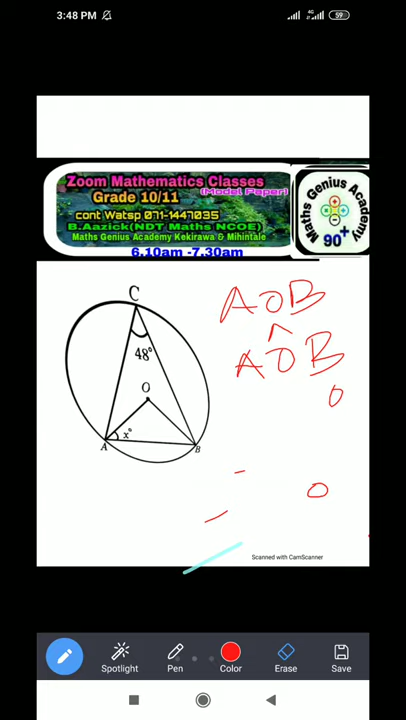 3:48 PM
59
Zoom Mathematics Classes
Grade 10/11 (Model Paper)
cont Watsp 071-1447035
B.Aazick(NDT Maths NCOE)
Maths Genius Academy Kekirawa & Mihintale
6.10am -7.30am
Maths Genius Academy
90+
C
48°
O
x°
A
B
AOB
^
AOB
O
O
Scanned with CamScanner
Spotlight
Pen
Color
Erase
Save